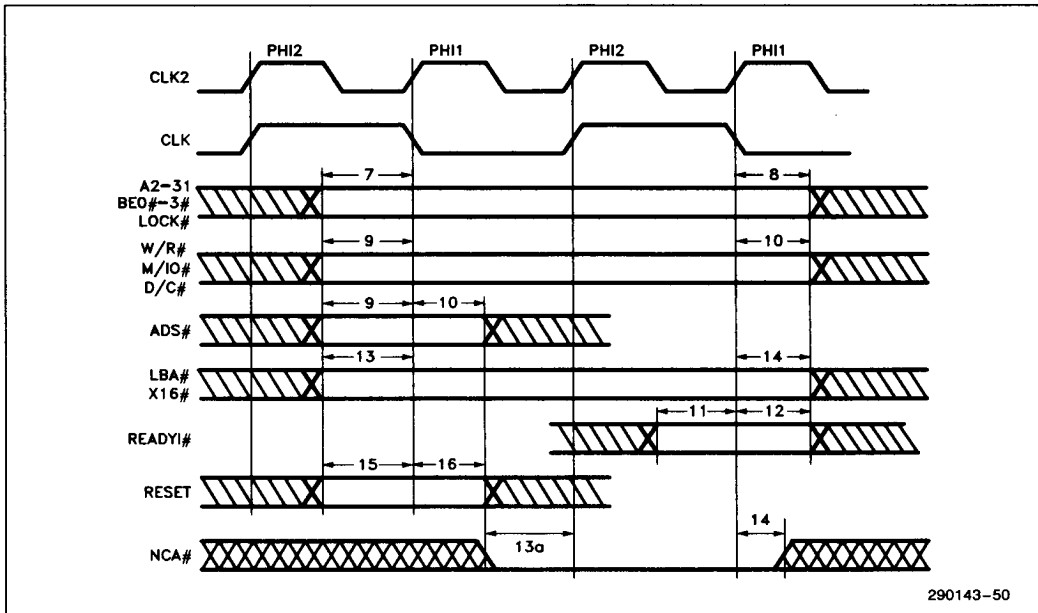 PHI2 PHI1 PHI2 PHI1
CLK2
CLK
7 8
A2-31
BE0#-3#
LOCK#
9 10
W/R#
M/IO#
D/C#
9 10
ADS#
13 14
LBA#
X16#
11 12
READYI#
15 16
RESET
13a 14
NCA#
290143-50